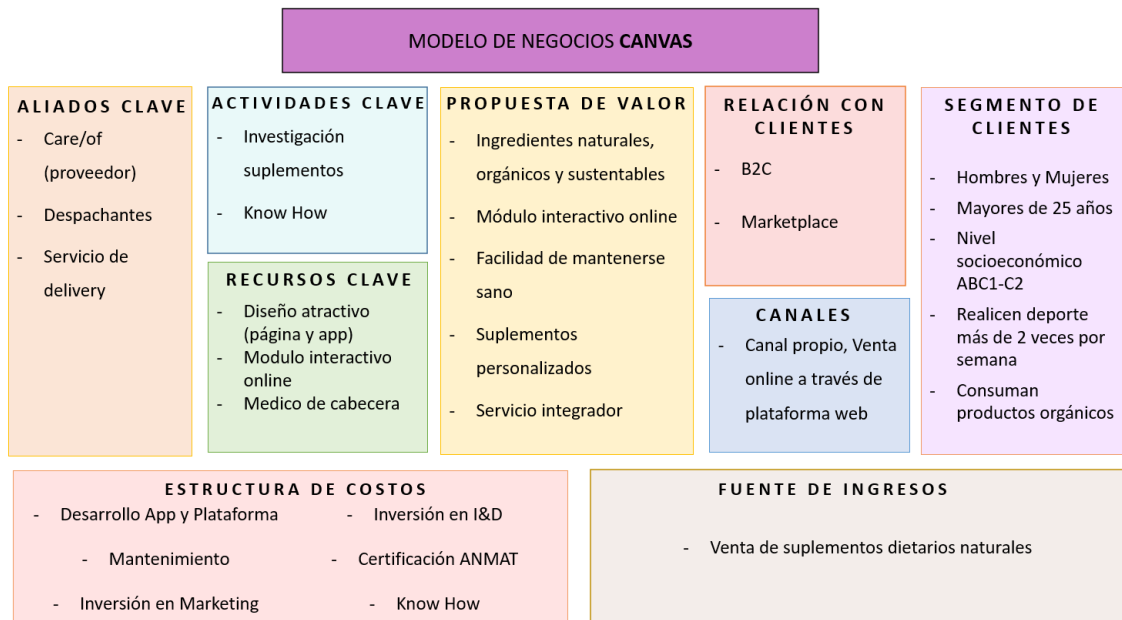 MODELO DE NEGOCIOS CANVAS
ALIADOS CLAVE
- Care/of
(proveedor)
- Despachantes
- Servicio de
delivery
ACTIVIDADES CLAVE
- Investigación
suplementos
- Know How
RECURSOS CLAVE
- Diseño atractivo
(página y app)
- Modulo interactivo
online
- Medico de cabecera
PROPUESTA DE VALOR
- Ingredientes naturales,
orgánicos y sustentables
- Módulo interactivo online
- Facilidad de mantenerse
sano
- Suplementos
personalizados
- Servicio integrador
RELACIÓN CON
CLIENTES
- B2C
- Marketplace
CANALES
- Canal propio, Venta
online a través de
plataforma web
SEGMENTO DE
CLIENTES
- Hombres y Mujeres
- Mayores de 25 años
- Nivel
socioeconómico
ABC1-C2
- Realicen deporte
más de 2 veces por
semana
- Consuman
productos orgánicos
ESTRUCTURA DE COSTOS
- Desarrollo App y Plataforma
- Mantenimiento
- Inversión en Marketing
- Inversión en I&D
- Certificación ANMAT
- Know How
FUENTE DE INGRESOS
- Venta de suplementos dietarios naturales